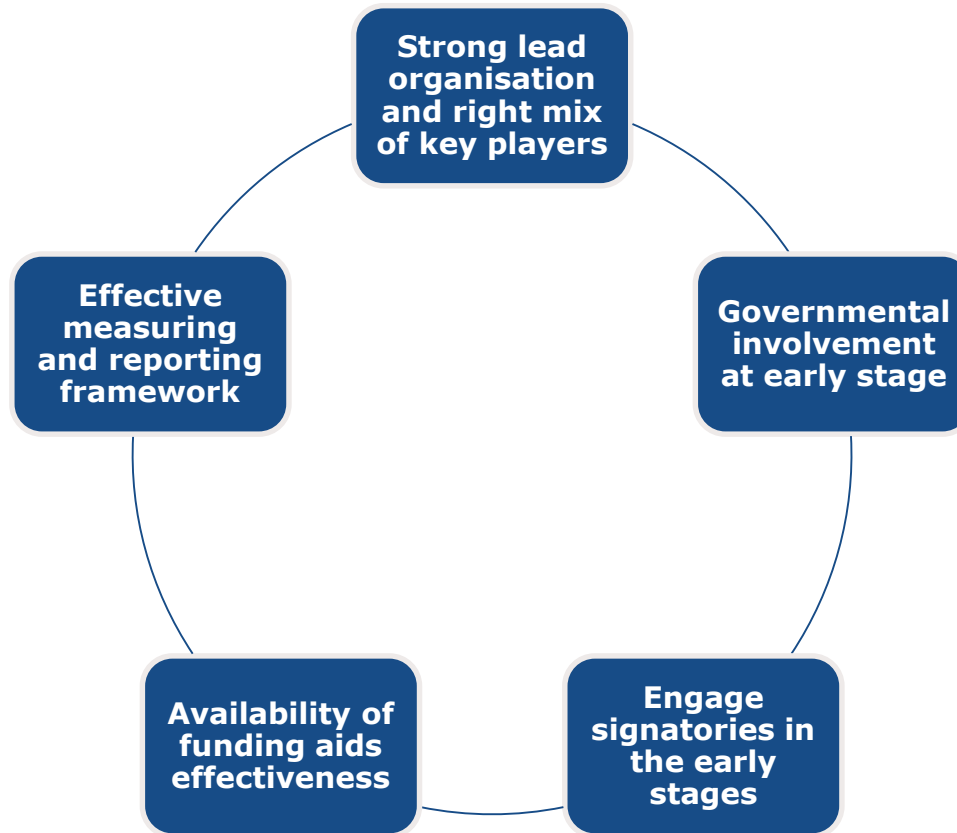 Strong lead
organisation
and right mix
of key players
Governmental
involvement
at early stage
Engage
signatories in
the early
stages
Availability of
funding aids
effectiveness
Effective
measuring
and reporting
framework